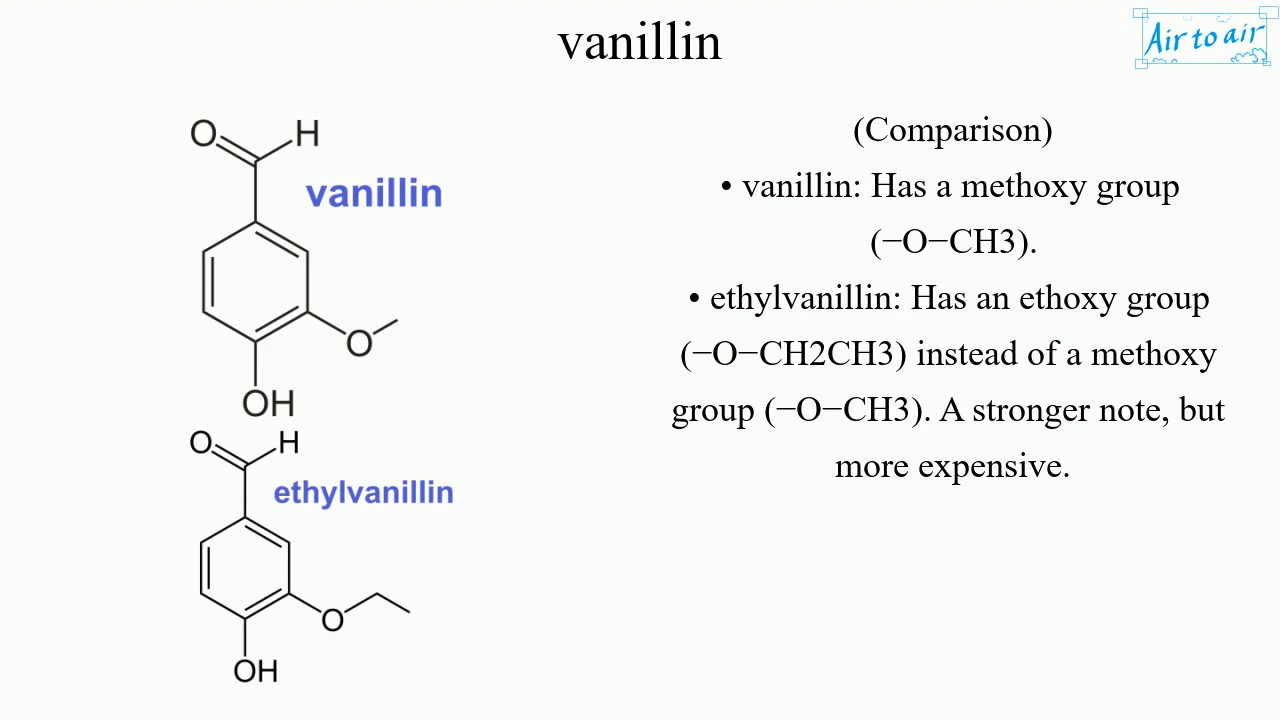 vanillin
Air to air
O H
vanillin
O
OH
O H
ethylvanillin
O
OH
(Comparison)
• vanillin: Has a methoxy group
(−O−CH3).
• ethylvanillin: Has an ethoxy group
(−O−CH2CH3) instead of a methoxy
group (−O−CH3). A stronger note, but
more expensive.